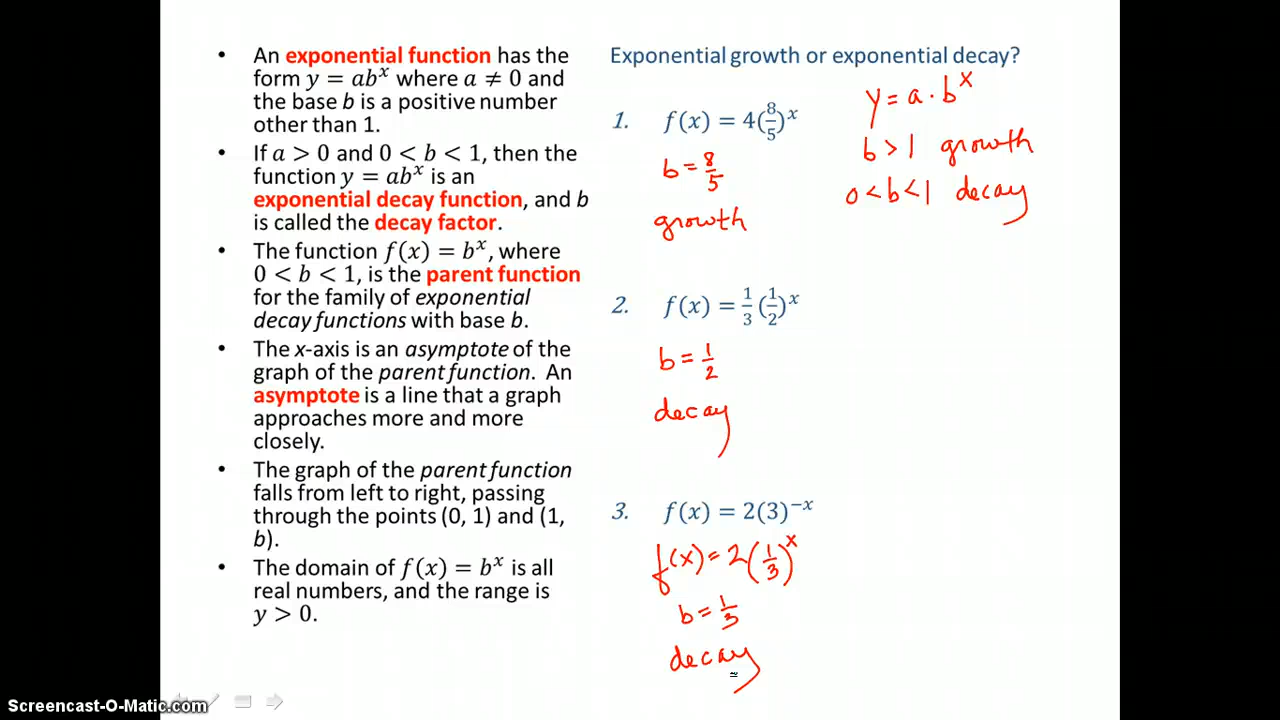 • An exponential function has the
form y = abˣ where a ≠ 0 and
the base b is a positive number
other than 1.
• If a > 0 and 0 < b < 1, then the
function y = abˣ is an
exponential decay function, and b
is called the decay factor.
• The function f(x) = bˣ, where
0 < b < 1, is the parent function
for the family of exponential
decay functions with base b.
• The x-axis is an asymptote of the
graph of the parent function. An
asymptote is a line that a graph
approaches more and more
closely.
• The graph of the parent function
falls from left to right, passing
through the points (0, 1) and (1,
b).
• The domain of f(x) = bˣ is all
real numbers, and the range is
y > 0.
Exponential growth or exponential decay?
y = a · bˣ
b > 1 growth
0 < b < 1 decay
1. f(x) = 4(8/5)ˣ
b = 8/5
growth
2. f(x) = 1/3(1/2)ˣ
b = 1/2
decay
3. f(x) = 2(3)⁻ˣ
f(x) = 2(1/3)ˣ
b = 1/3
decay
Screencast-O-Matic.com